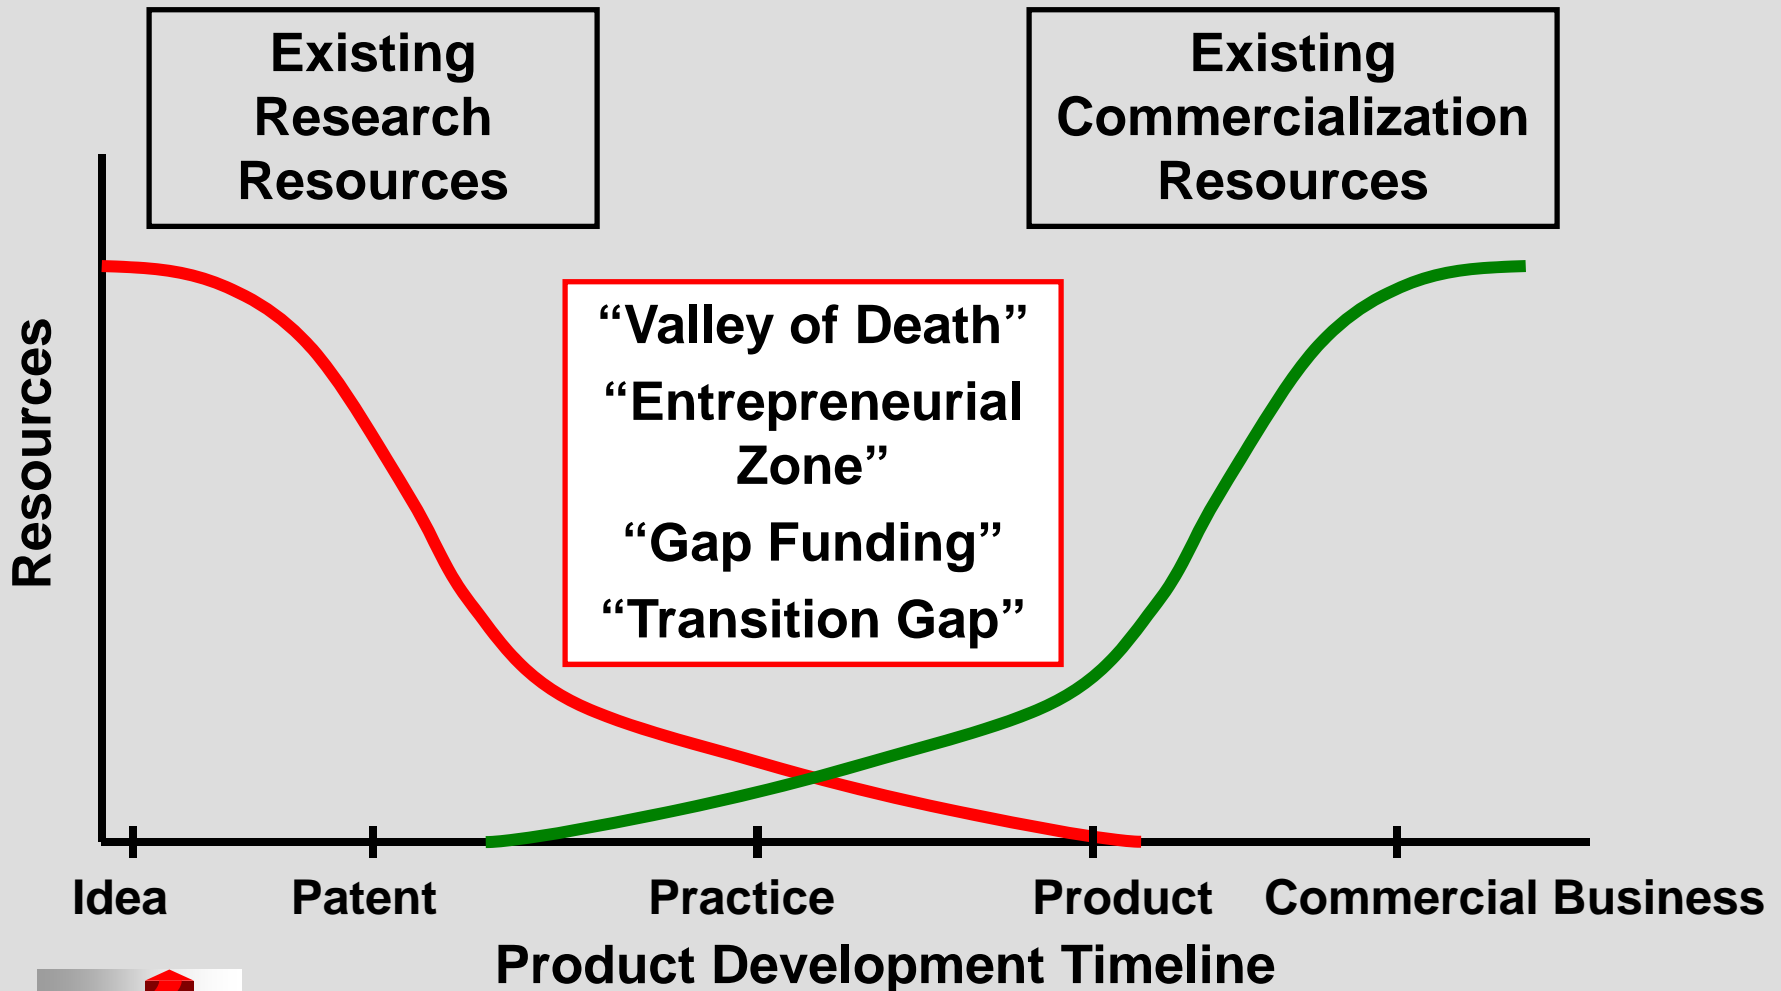 Existing
Research
Resources
Existing
Commercialization
Resources
“Valley of Death”
“Entrepreneurial
Zone”
“Gap Funding”
“Transition Gap”
Resources
Idea
Patent
Practice
Product
Commercial Business
Product Development Timeline